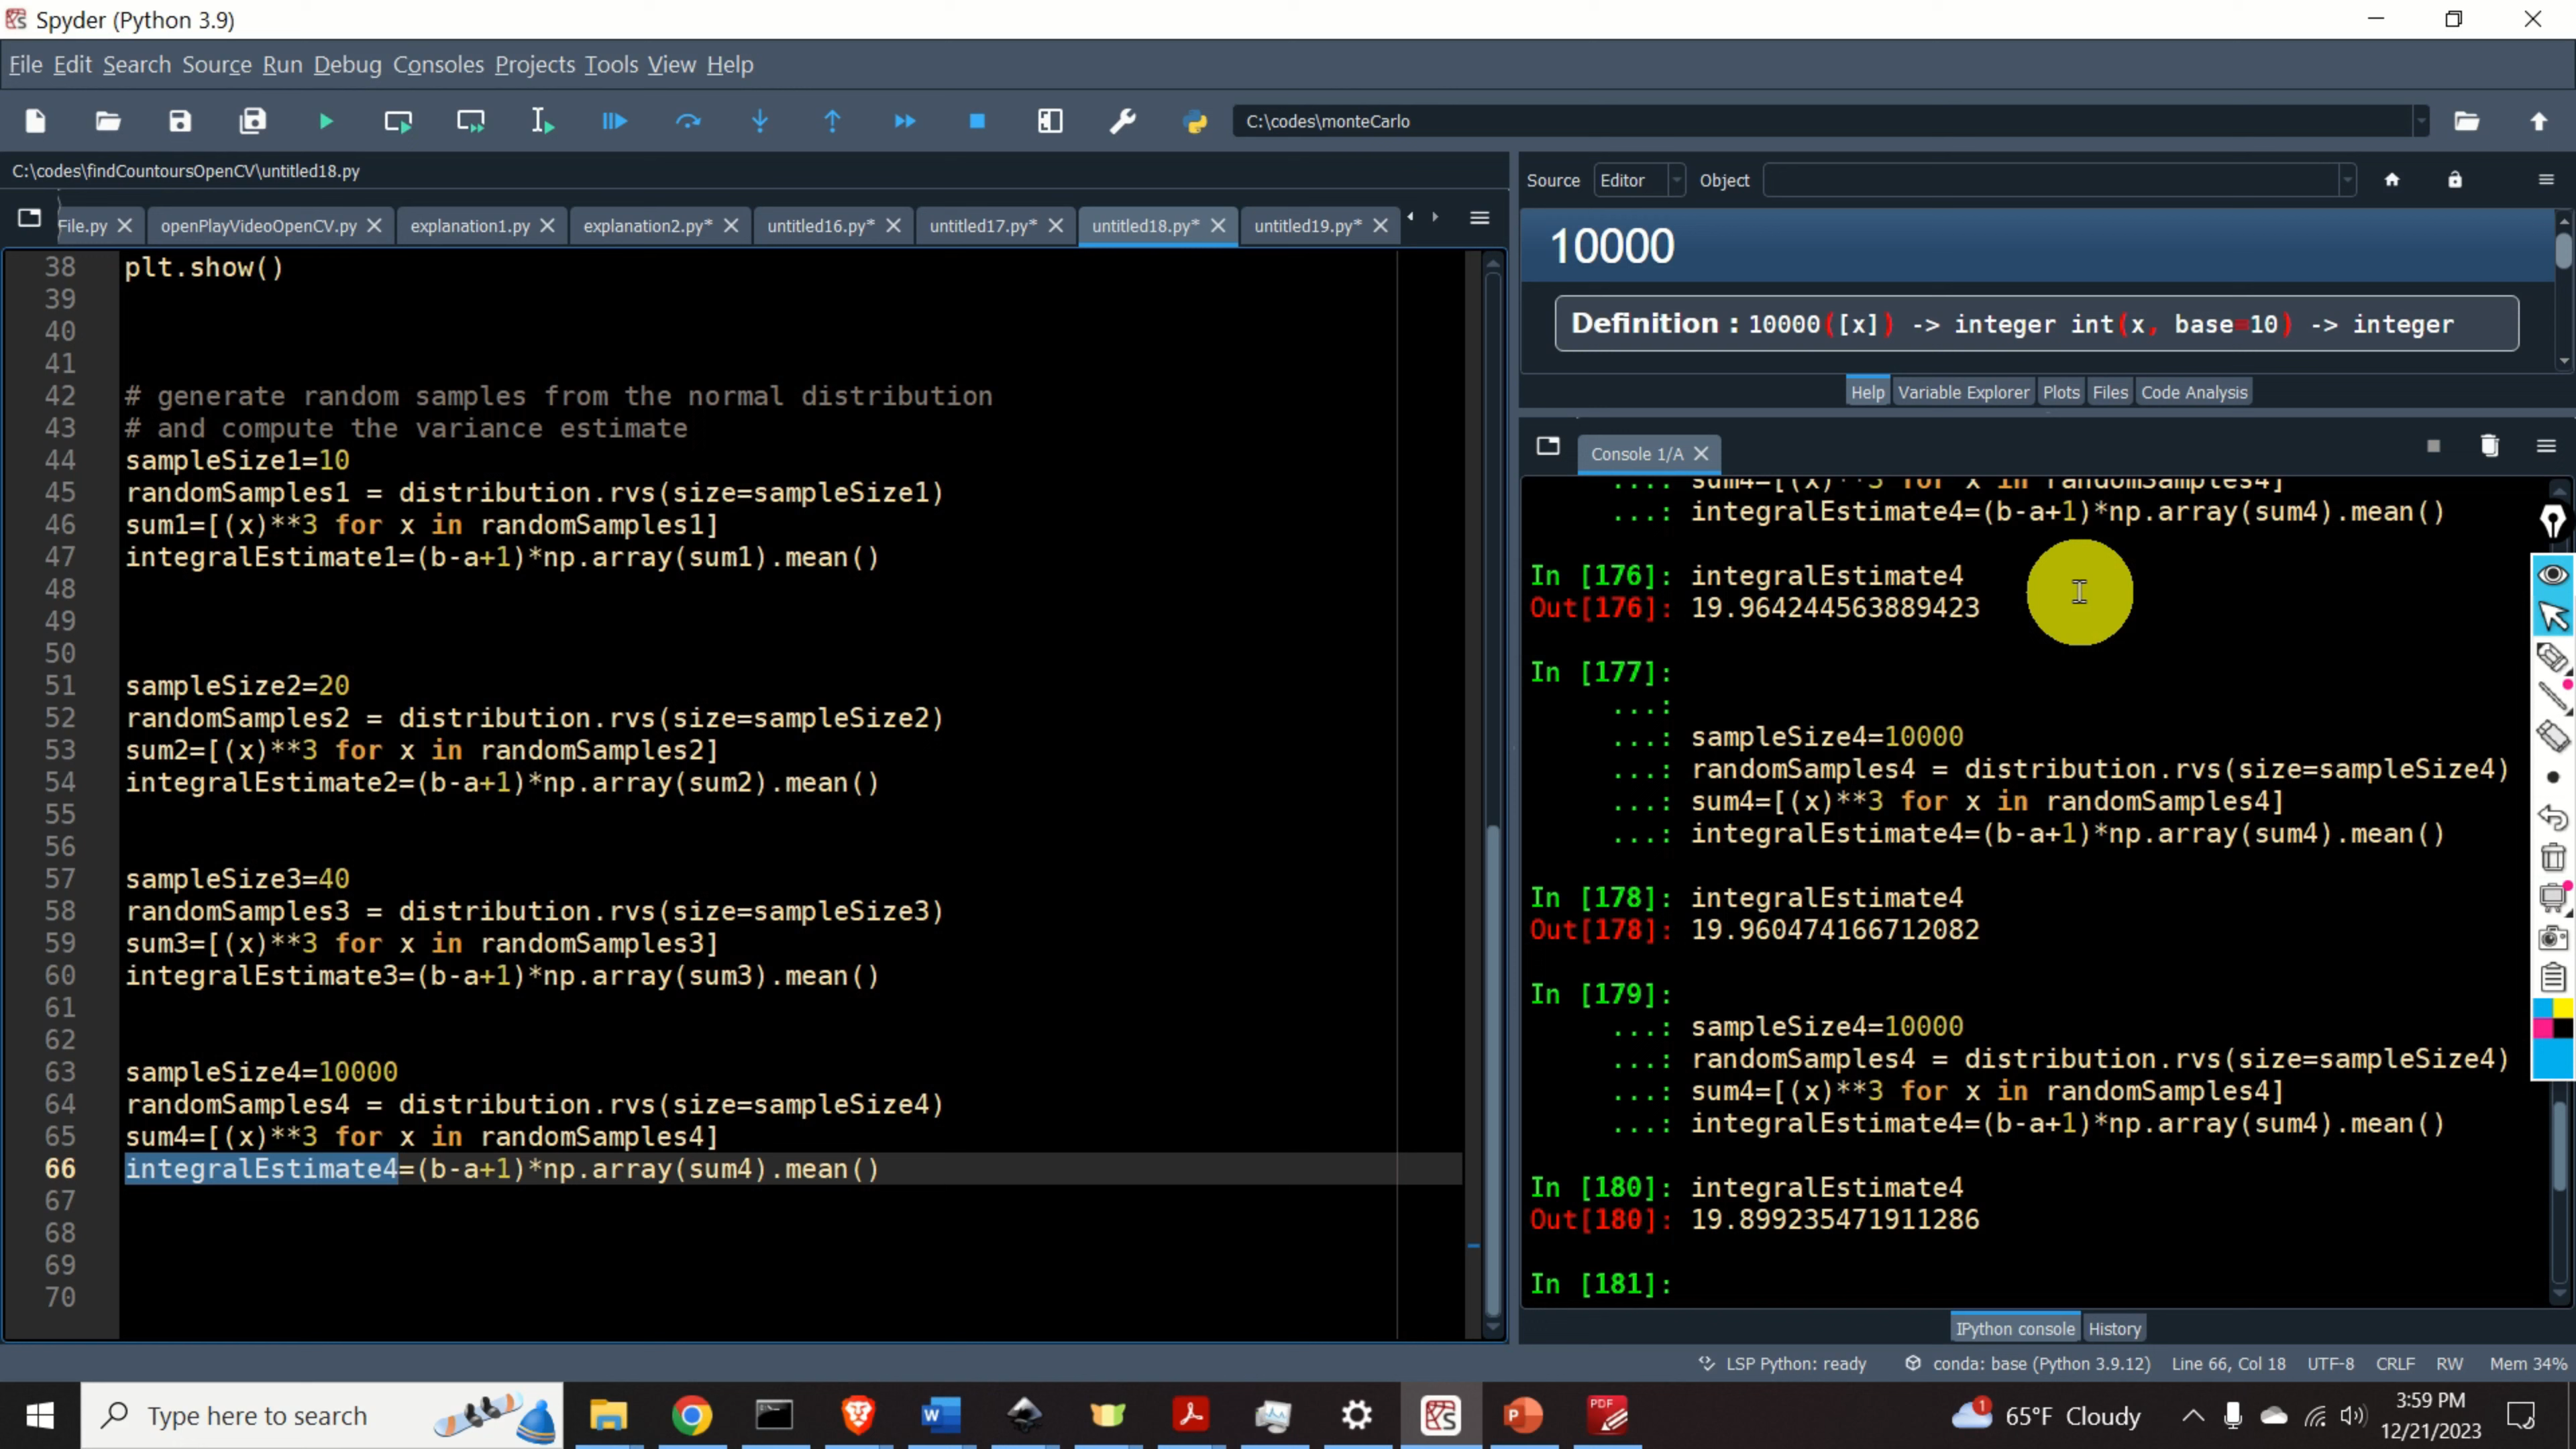 Spyder (Python 3.9)
File Edit Search Source Run Debug Consoles Projects Tools View Help
C:\codes\monteCarlo
C:\codes\findCountoursOpenCV\untitled18.py
File.py openPlayVideoOpenCV.py explanation1.py explanation2.py* untitled16.py* untitled17.py* untitled18.py* untitled19.py*
38 plt.show()
39
40
41
42 # generate random samples from the normal distribution
43 # and compute the variance estimate
44 sampleSize1=10
45 randomSamples1 = distribution.rvs(size=sampleSize1)
46 sum1=[(x)**3 for x in randomSamples1]
47 integralEstimate1=(b-a+1)*np.array(sum1).mean()
48
49
50
51 sampleSize2=20
52 randomSamples2 = distribution.rvs(size=sampleSize2)
53 sum2=[(x)**3 for x in randomSamples2]
54 integralEstimate2=(b-a+1)*np.array(sum2).mean()
55
56
57 sampleSize3=40
58 randomSamples3 = distribution.rvs(size=sampleSize3)
59 sum3=[(x)**3 for x in randomSamples3]
60 integralEstimate3=(b-a+1)*np.array(sum3).mean()
61
62
63 sampleSize4=10000
64 randomSamples4 = distribution.rvs(size=sampleSize4)
65 sum4=[(x)**3 for x in randomSamples4]
66 integralEstimate4=(b-a+1)*np.array(sum4).mean()
67
68
69
70
Source Editor Object
10000
Definition : 10000([x]) -> integer int(x, base=10) -> integer
Help Variable Explorer Plots Files Code Analysis
Console 1/A
...: sum4=[(x)**3 for x in randomSamples4]
...: integralEstimate4=(b-a+1)*np.array(sum4).mean()
In [176]: integralEstimate4
Out[176]: 19.964244563889423
In [177]:
...:
...: sampleSize4=10000
...: randomSamples4 = distribution.rvs(size=sampleSize4)
...: sum4=[(x)**3 for x in randomSamples4]
...: integralEstimate4=(b-a+1)*np.array(sum4).mean()
In [178]: integralEstimate4
Out[178]: 19.960474166712082
In [179]:
...: sampleSize4=10000
...: randomSamples4 = distribution.rvs(size=sampleSize4)
...: sum4=[(x)**3 for x in randomSamples4]
...: integralEstimate4=(b-a+1)*np.array(sum4).mean()
In [180]: integralEstimate4
Out[180]: 19.899235471911286
In [181]:
IPython console History
LSP Python: ready conda: base (Python 3.9.12) Line 66, Col 18 UTF-8 CRLF RW Mem 34%
Type here to search
1 65°F Cloudy
3:59 PM
12/21/2023